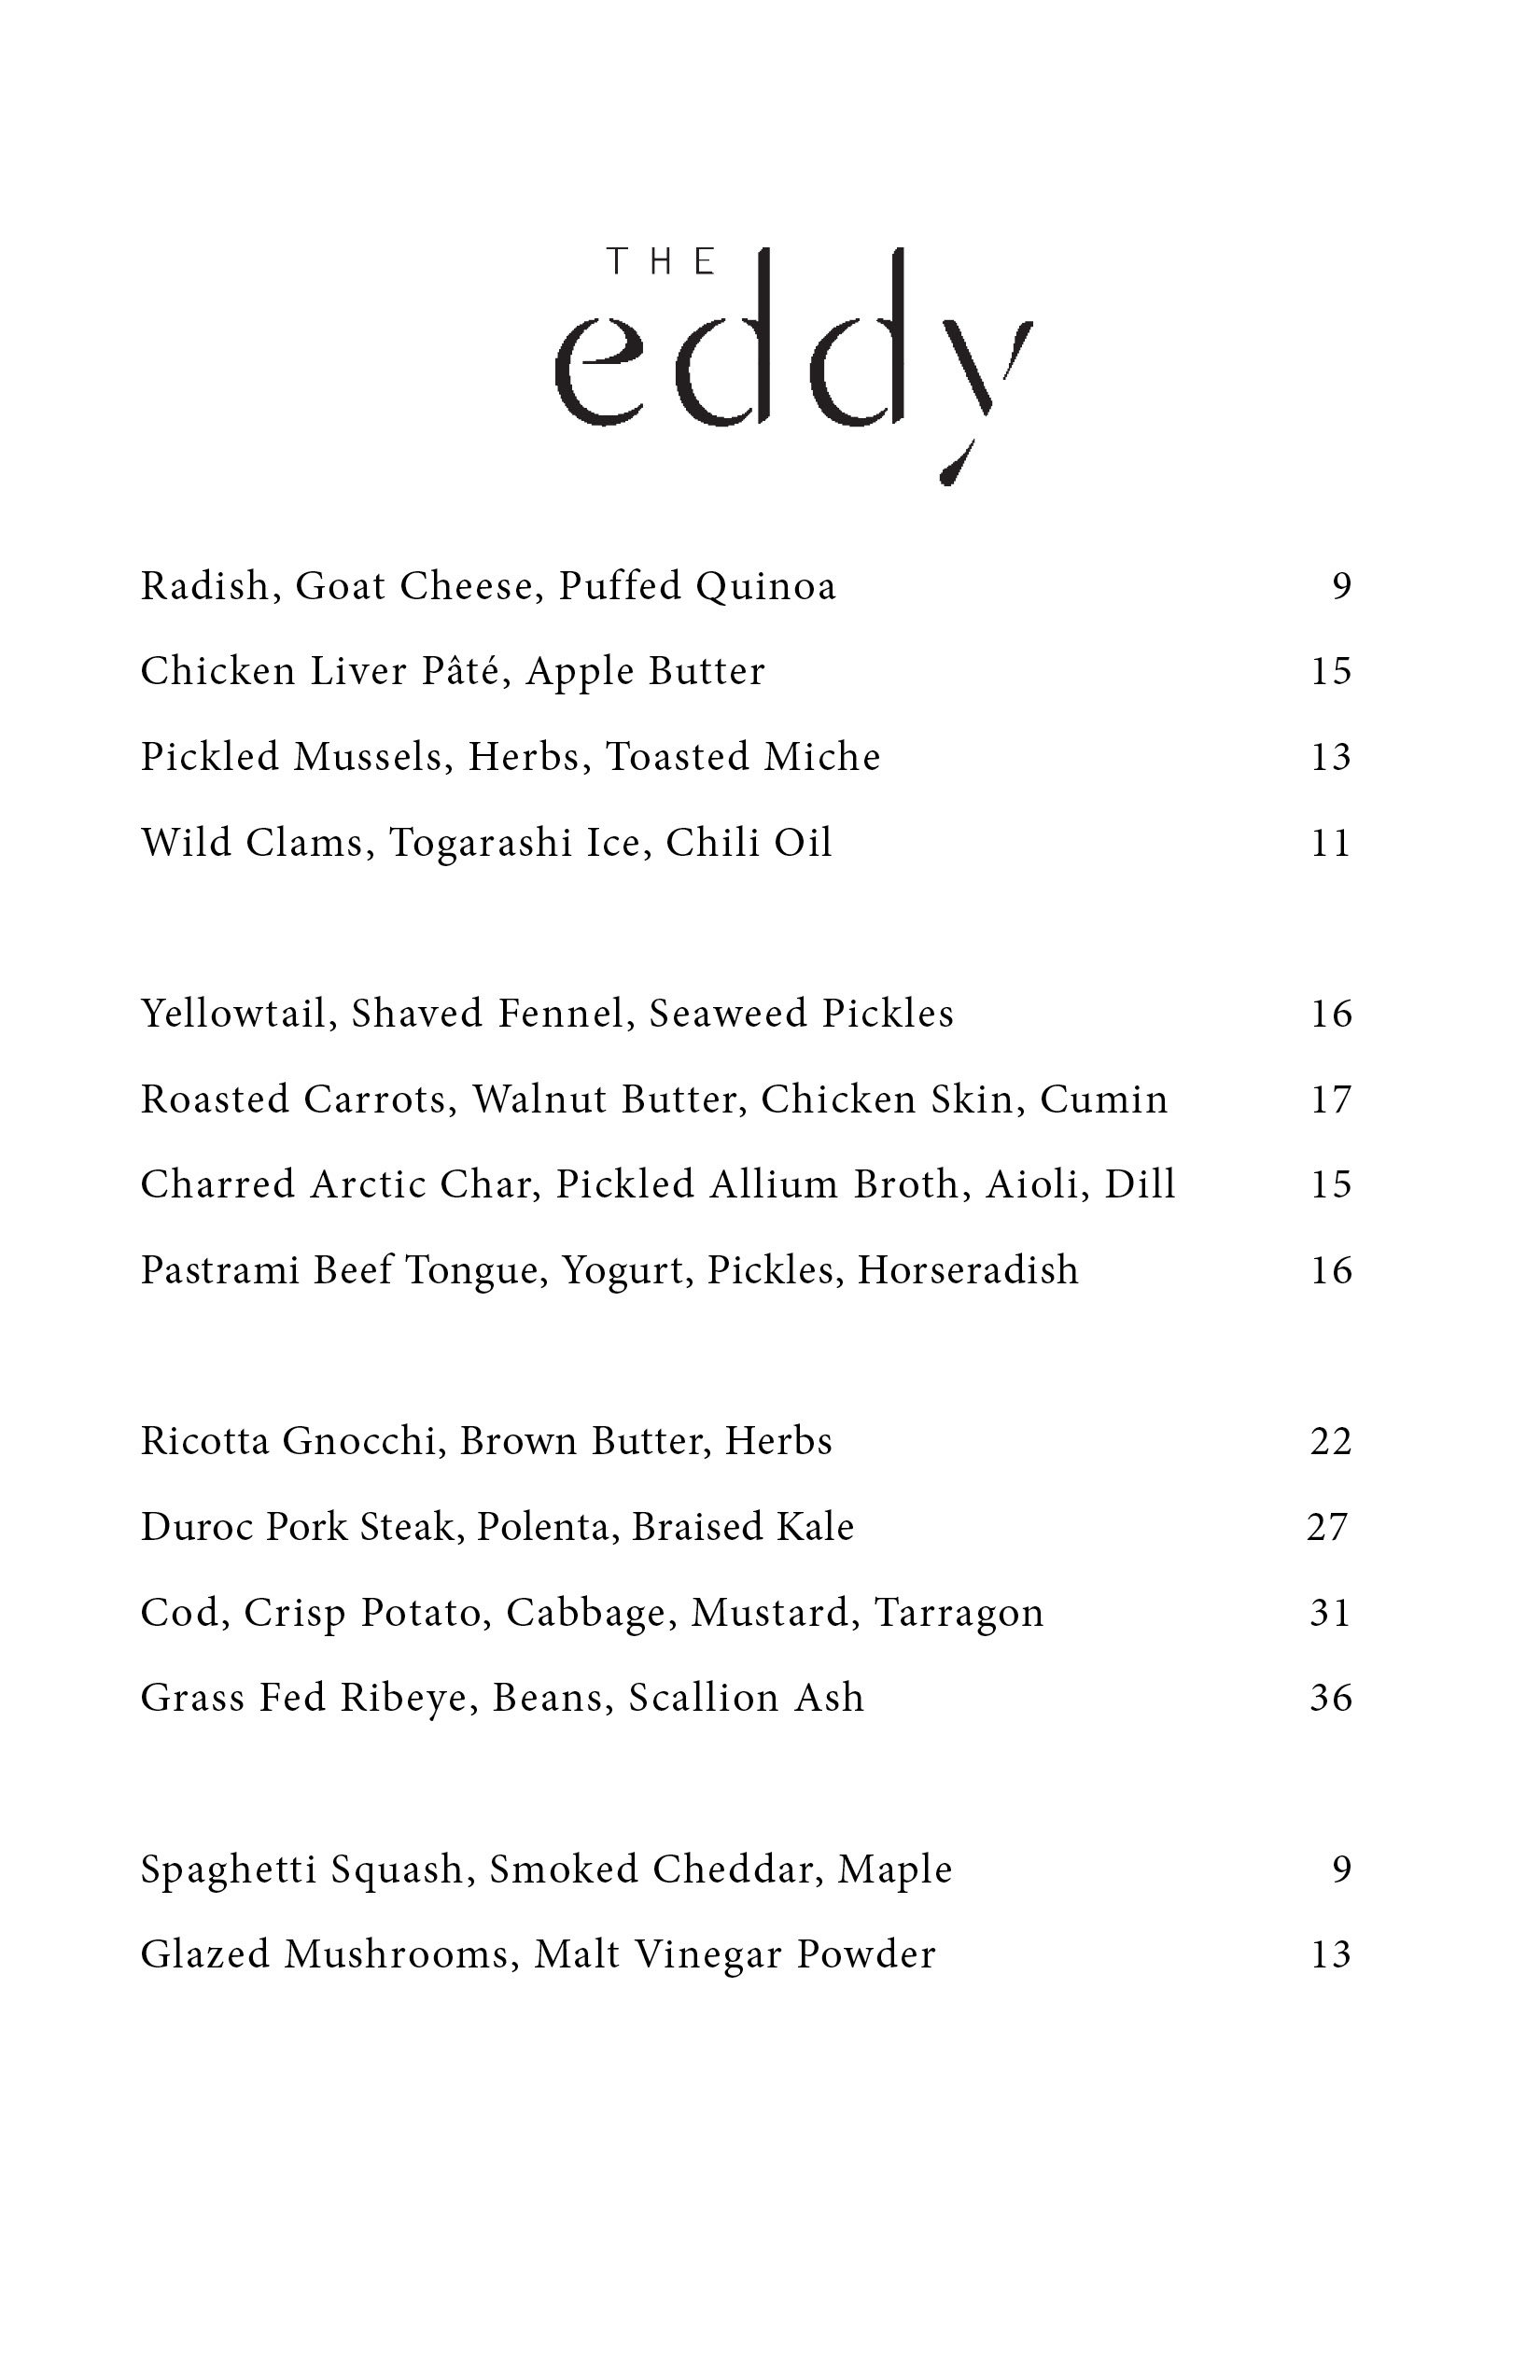 THE
eddy
Radish, Goat Cheese, Puffed Quinoa 9
Chicken Liver Pâté, Apple Butter 15
Pickled Mussels, Herbs, Toasted Miche 13
Wild Clams, Togarashi Ice, Chili Oil 11
Yellowtail, Shaved Fennel, Seaweed Pickles 16
Roasted Carrots, Walnut Butter, Chicken Skin, Cumin 17
Charred Arctic Char, Pickled Allium Broth, Aioli, Dill 15
Pastrami Beef Tongue, Yogurt, Pickles, Horseradish 16
Ricotta Gnocchi, Brown Butter, Herbs 22
Duroc Pork Steak, Polenta, Braised Kale 27
Cod, Crisp Potato, Cabbage, Mustard, Tarragon 31
Grass Fed Ribeye, Beans, Scallion Ash 36
Spaghetti Squash, Smoked Cheddar, Maple 9
Glazed Mushrooms, Malt Vinegar Powder 13